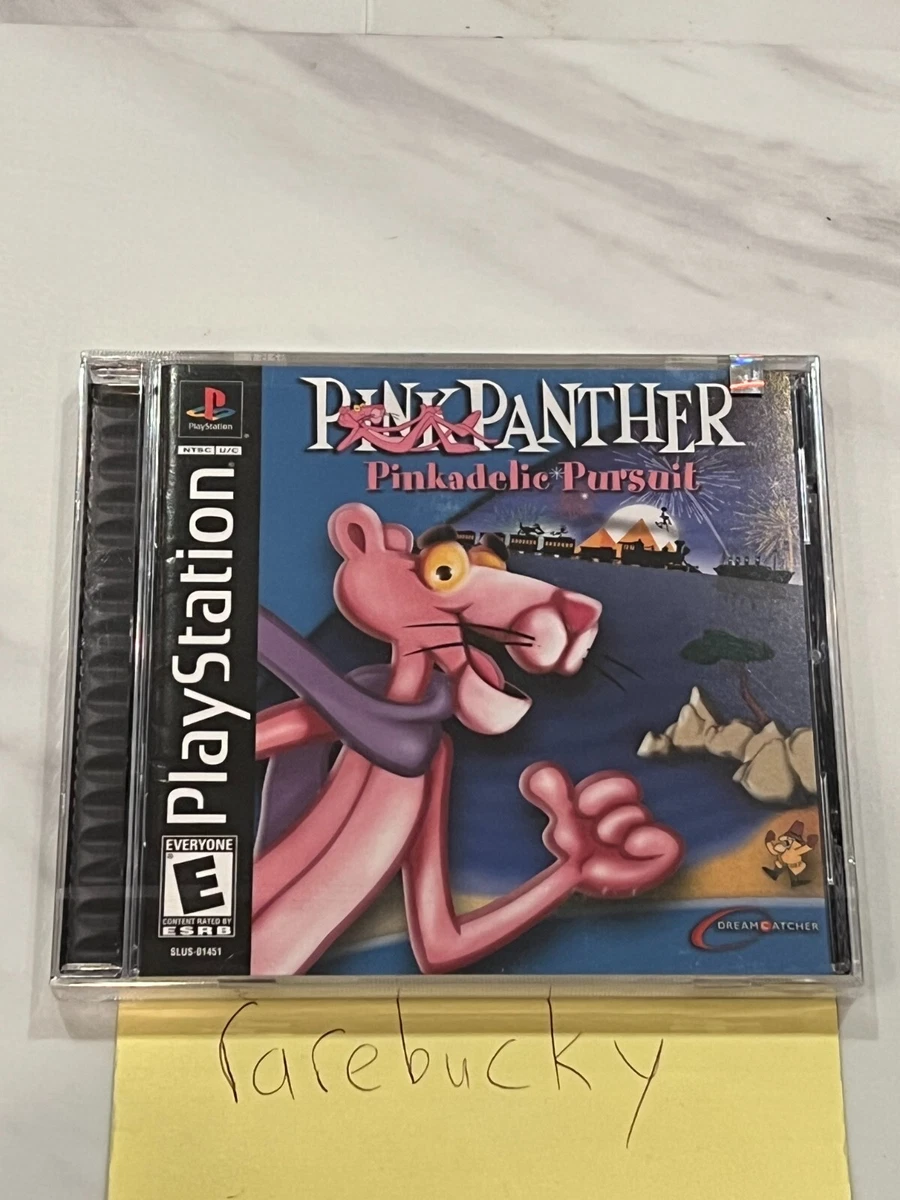 PINK PANTHER
Pinkadelic Pursuit
PlayStation
NTSC U/C
PlayStation
EVERYONE
E
CONTENT RATED BY
ESRB
SLUS-01451
DREAMCATCHER
rarebucky